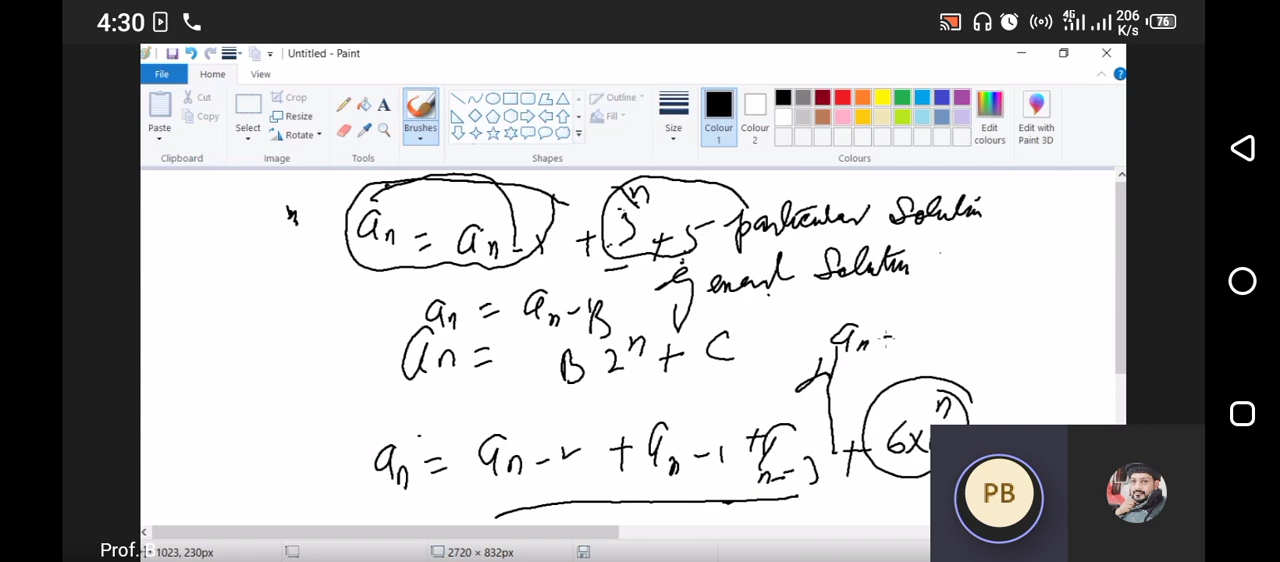 4:30 4G 206 K/s 76
Untitled - Paint
File Home View
Paste Cut Copy Select Crop Resize Rotate Brushes Outline Fill Size Colour 1 Colour 2 Edit colours Edit with Paint 3D
Clipboard Image Tools Shapes Colours
aₙ = aₙ + 3ⁿ + 5 particular Solution
general Solution
aₙ = aₙ₋
aₙ = B 2ⁿ + C
aₙ =
aₙ = aₙ₋₂ + aₙ₋₁ + ₙ₋₃ + 6x
PB
Prof. 1023, 230px 2720 × 832px